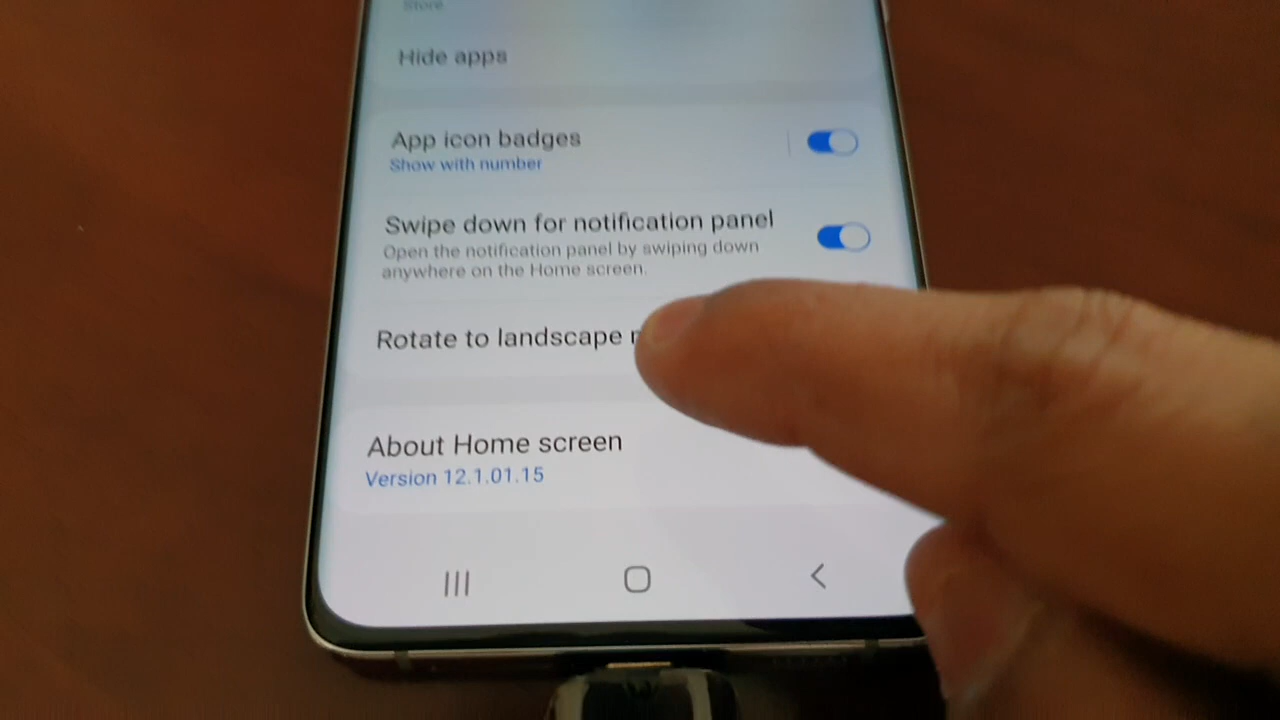 Store
Hide apps
App icon badges
Show with number
Swipe down for notification panel
Open the notification panel by swiping down
anywhere on the Home screen.
Rotate to landscape
About Home screen
Version 12.1.01.15